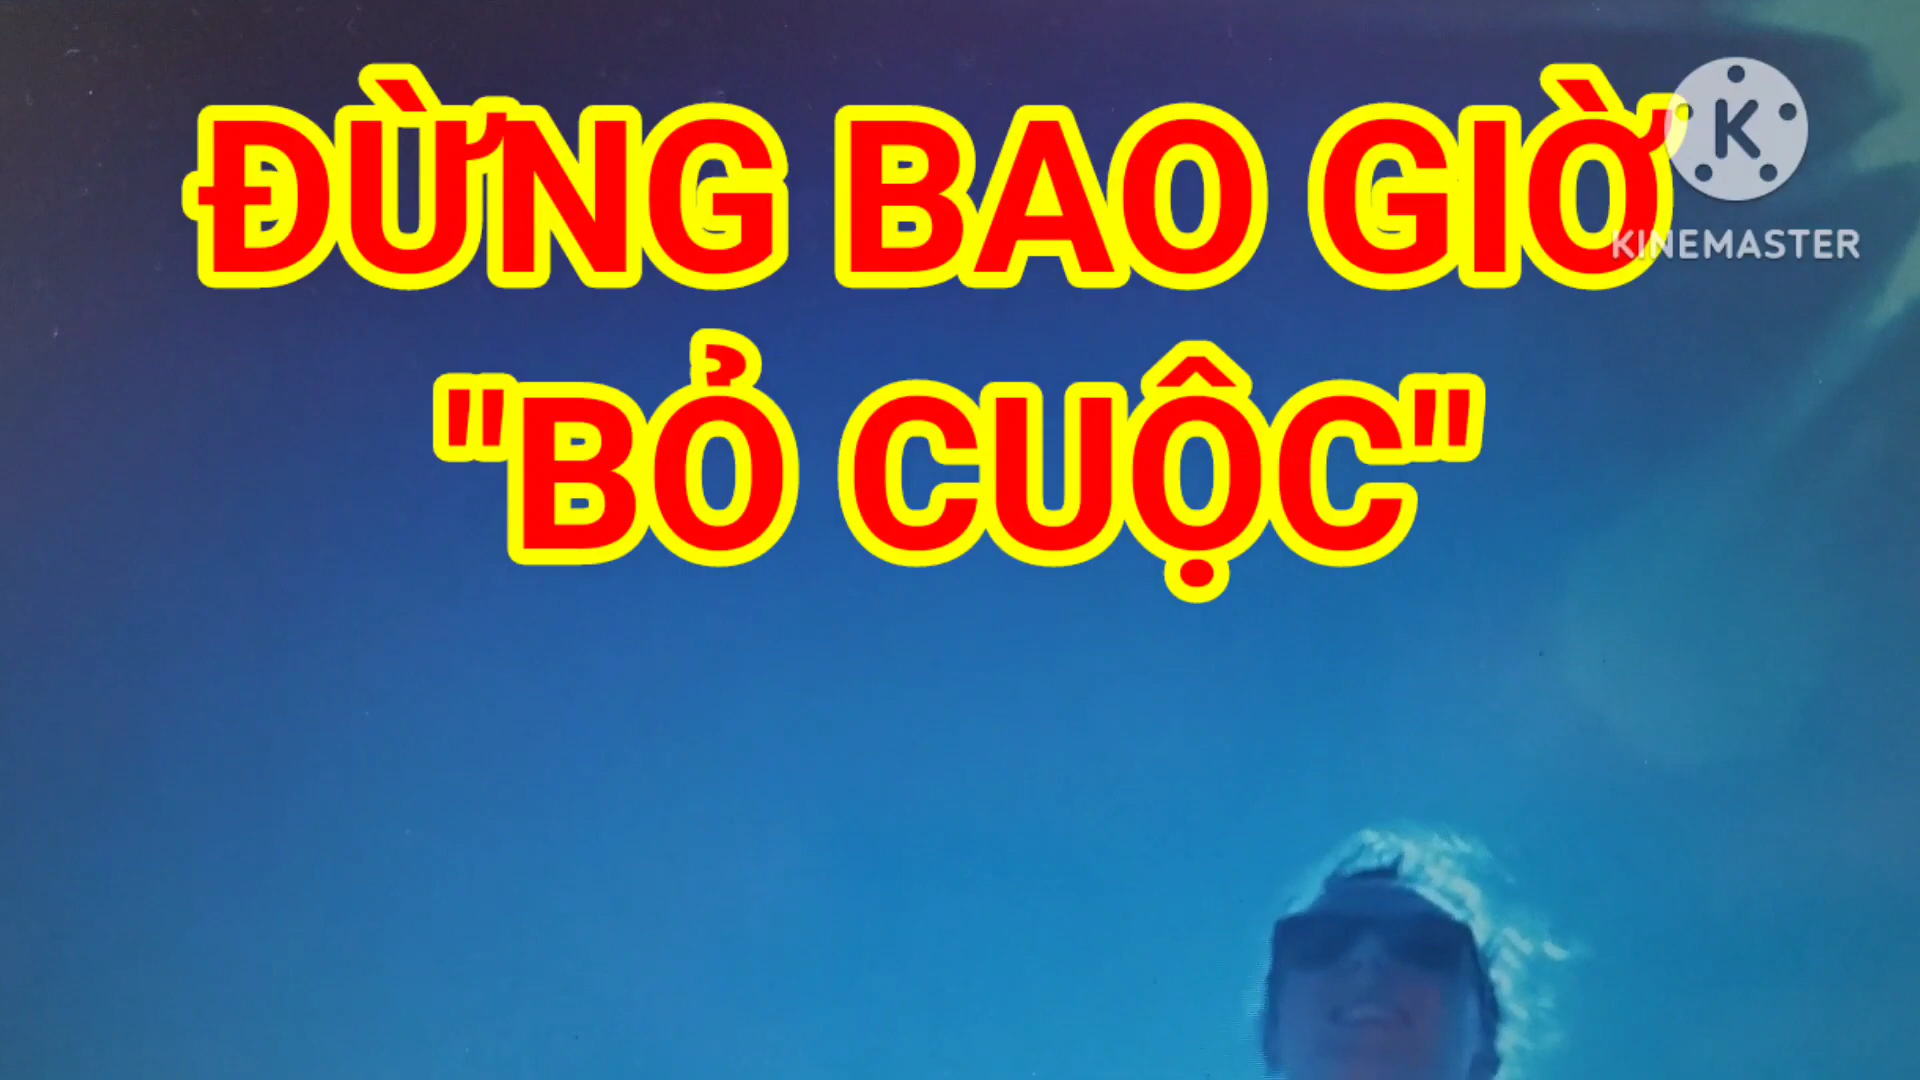 ĐỪNG BAO GIỜ
"BỎ CUỘC"
K
KINEMASTER